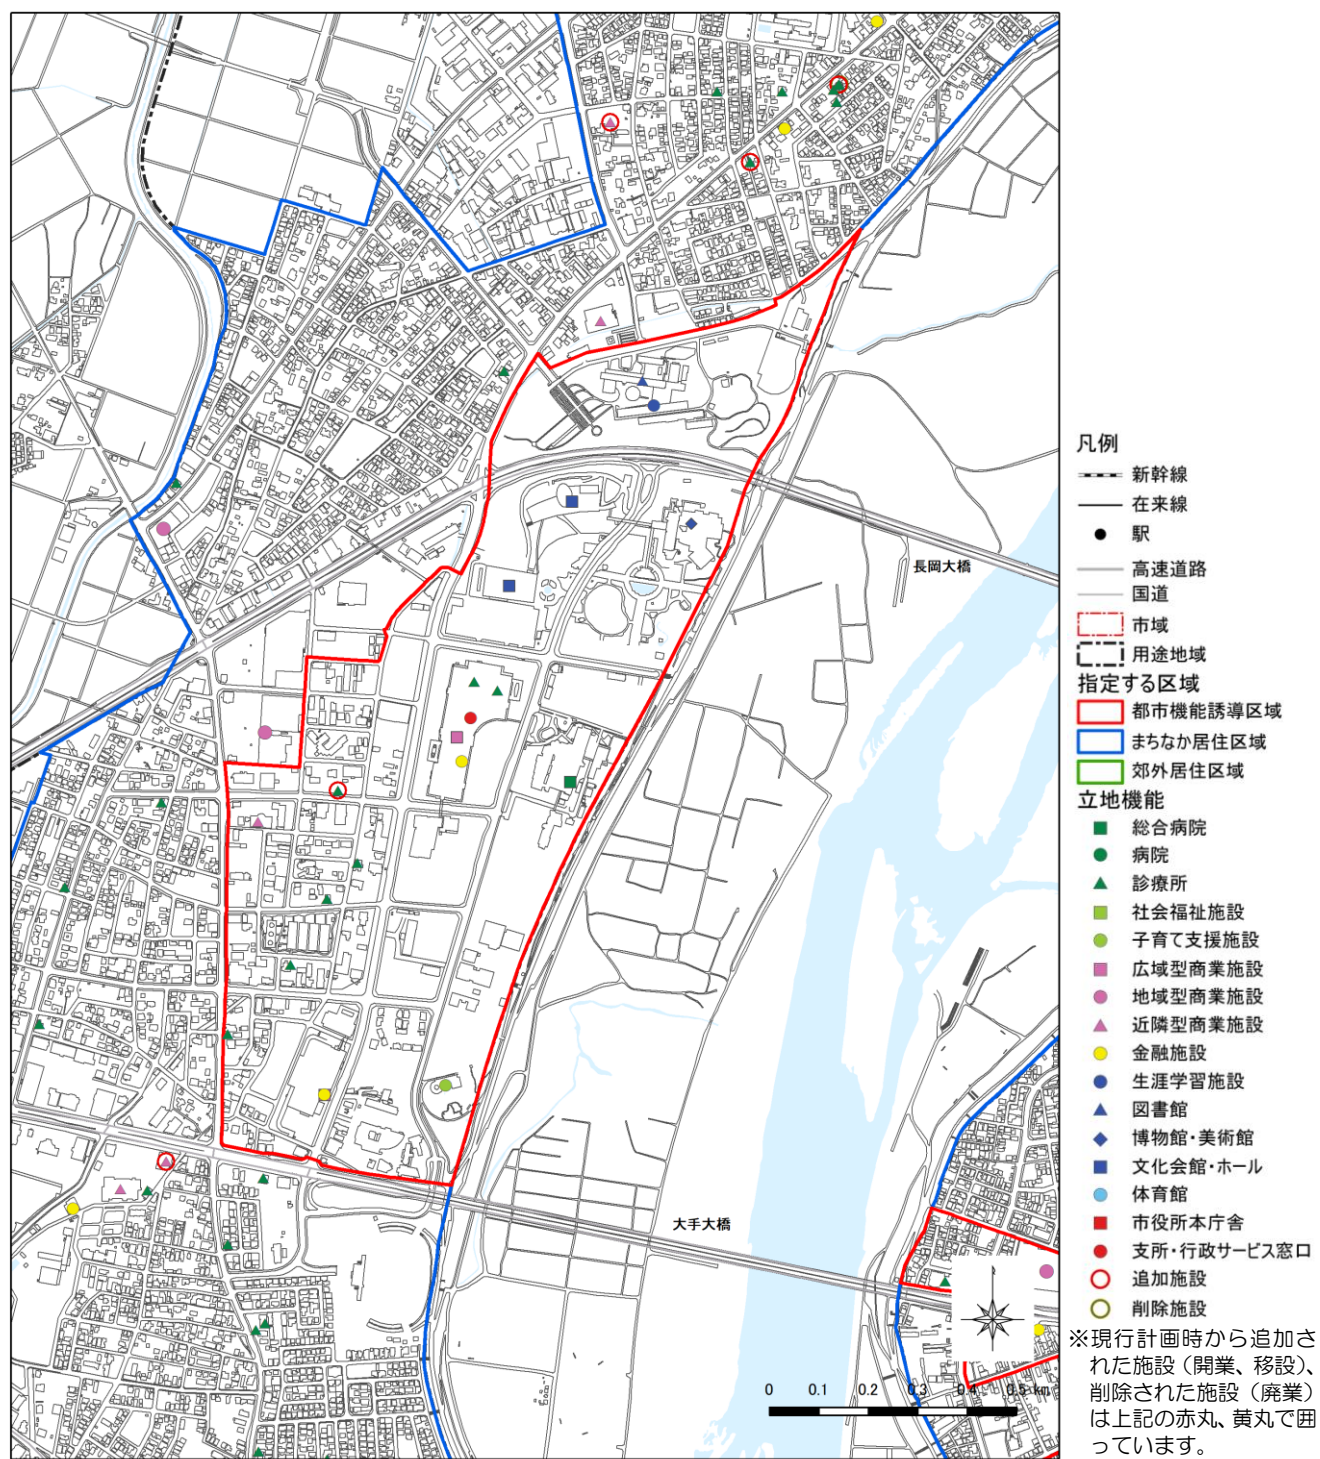 長岡大橋
大手大橋
0 0.1 0.2 0.3 0.4 0.5 km
凡例
新幹線
在来線
駅
高速道路
国道
市域
用途地域
指定する区域
都市機能誘導区域
まちなか居住区域
郊外居住区域
立地機能
総合病院
病院
診療所
社会福祉施設
子育て支援施設
広域型商業施設
地域型商業施設
近隣型商業施設
金融施設
生涯学習施設
図書館
博物館・美術館
文化会館・ホール
体育館
市役所本庁舎
支所・行政サービス窓口
追加施設
削除施設
※現行計画時から追加さ
れた施設（開業、移設）、
削除された施設（廃業）
は上記の赤丸、黄丸で囲
っています。